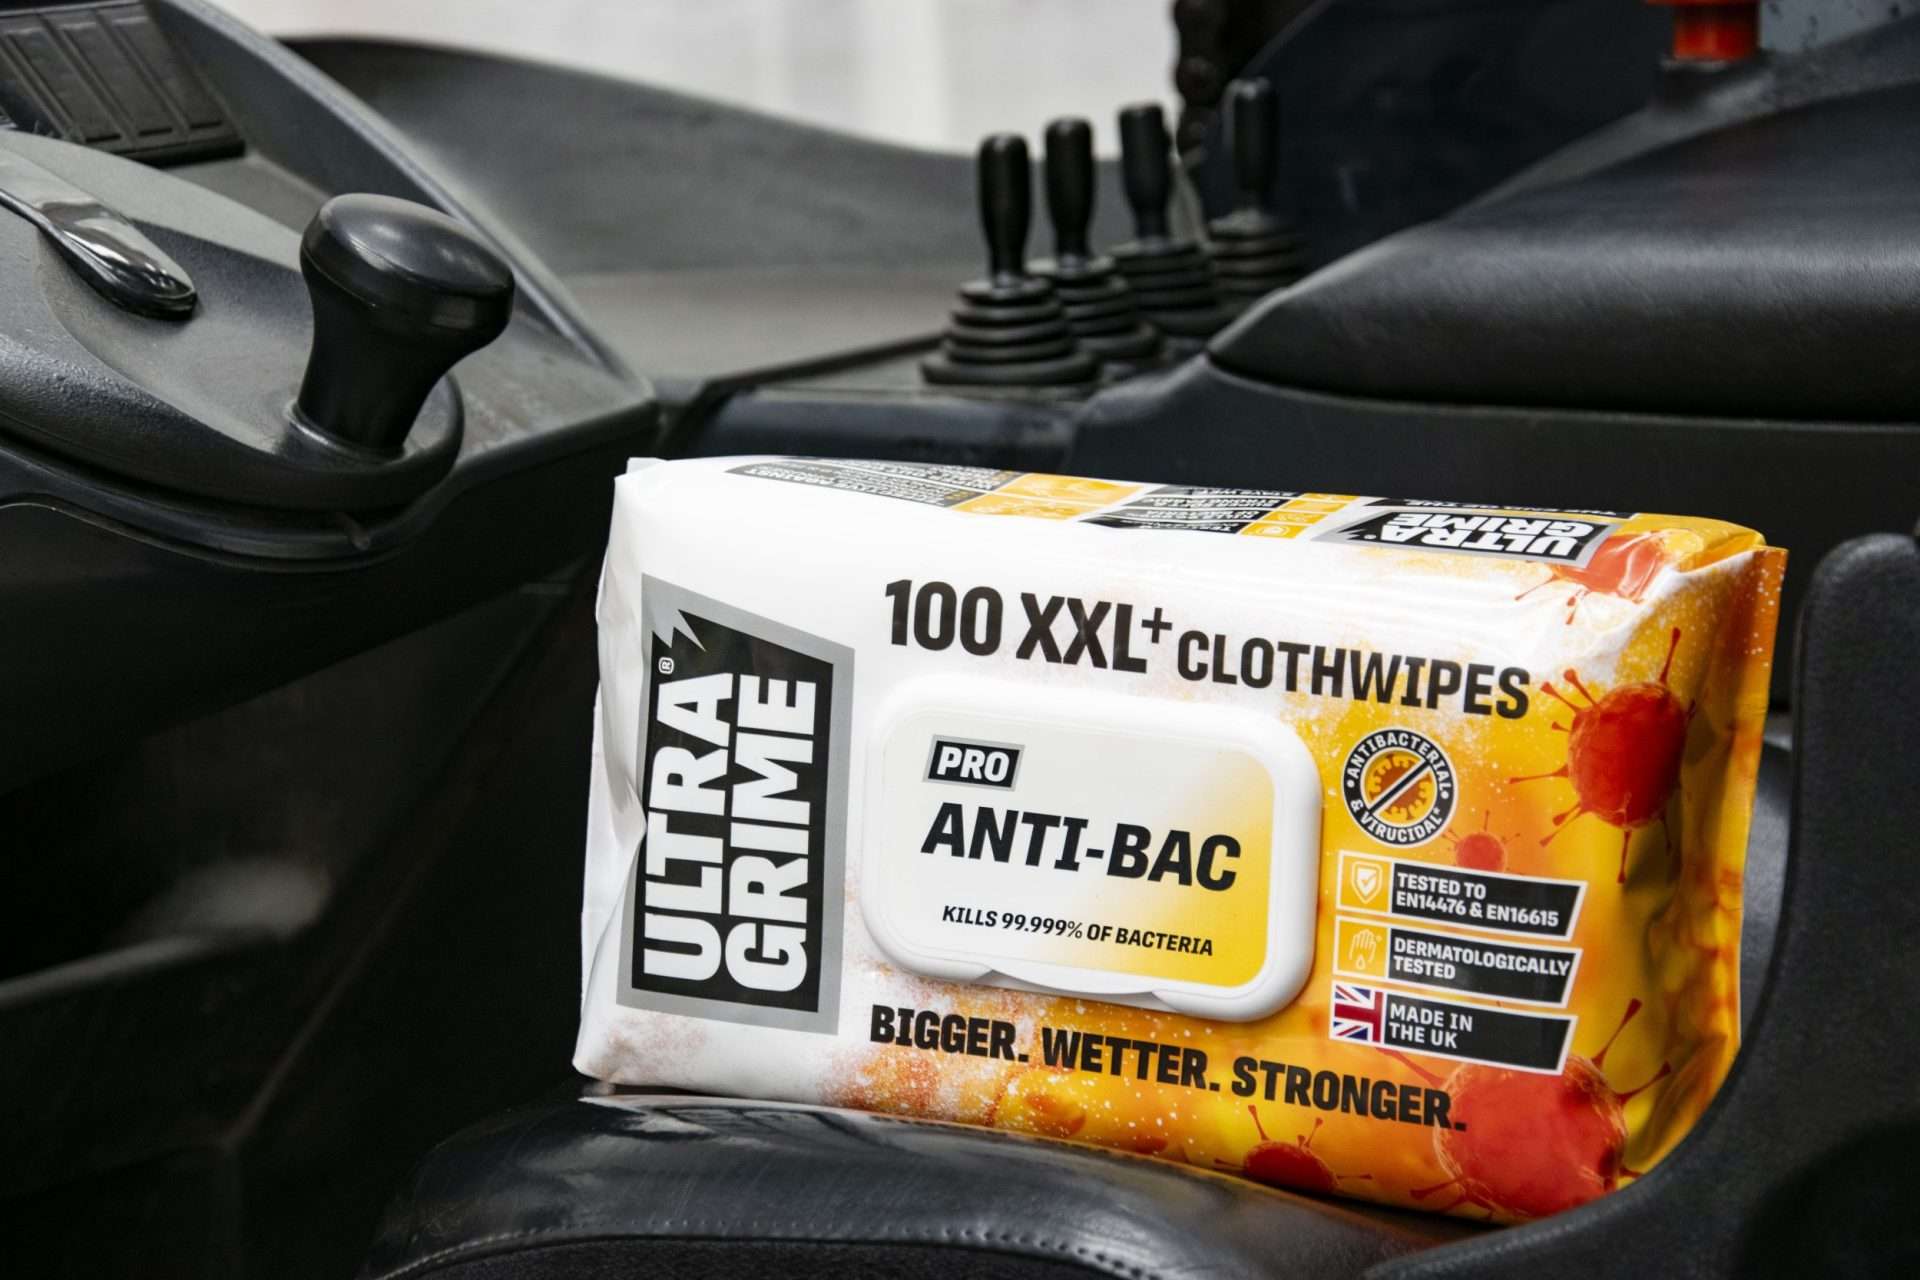 ULTRA
GRIME
ULTRA®
GRIME
100 XXL+ CLOTHWIPES
PRO
ANTI-BAC
KILLS 99.999% OF BACTERIA
•ANTIBACTERIAL•
& VIRUCIDAL
TESTED TO
EN14476 & EN16615
DERMATOLOGICALLY
TESTED
MADE IN
THE UK
BIGGER. WETTER. STRONGER.